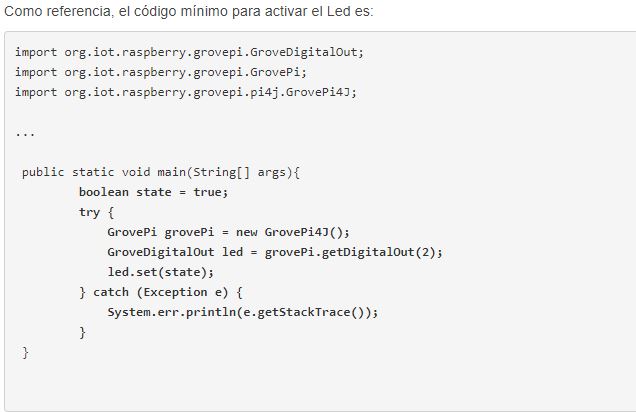 Como referencia, el código mínimo para activar el Led es:
import org.iot.raspberry.grovepi.GroveDigitalOut;
import org.iot.raspberry.grovepi.GrovePi;
import org.iot.raspberry.grovepi.pi4j.GrovePi4J;
...
public static void main(String[] args){
boolean state = true;
try {
GrovePi grovePi = new GrovePi4J();
GroveDigitalOut led = grovePi.getDigitalOut(2);
led.set(state);
} catch (Exception e) {
System.err.println(e.getStackTrace());
}
}